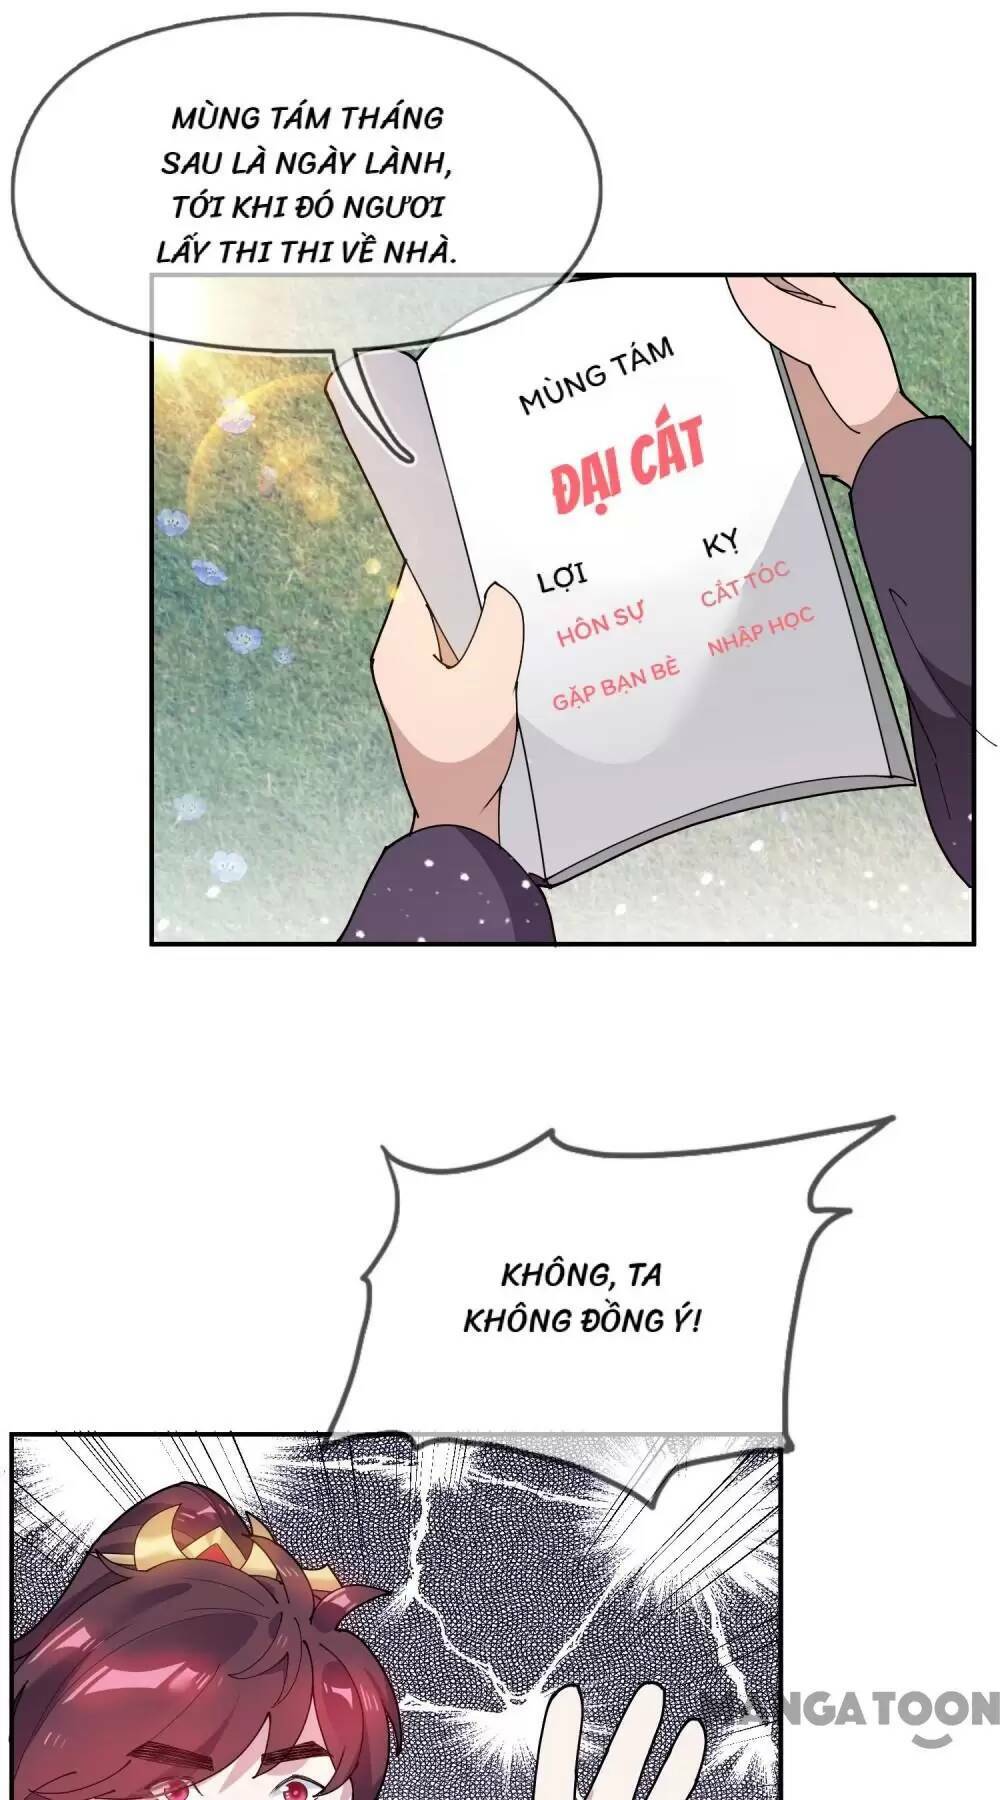 MÙNG TÁM THÁNG
SAU LÀ NGÀY LÀNH,
TỚI KHI ĐÓ NGƯƠI
LẤY THI THI VỀ NHÀ.
MÙNG TÁM
ĐẠI CÁT
LỢI
HÔN SỰ
GẶP BẠN BÈ
KỴ
CẮT TÓC
NHẬP HỌC
KHÔNG, TA
KHÔNG ĐỒNG Ý!
MANGATOON